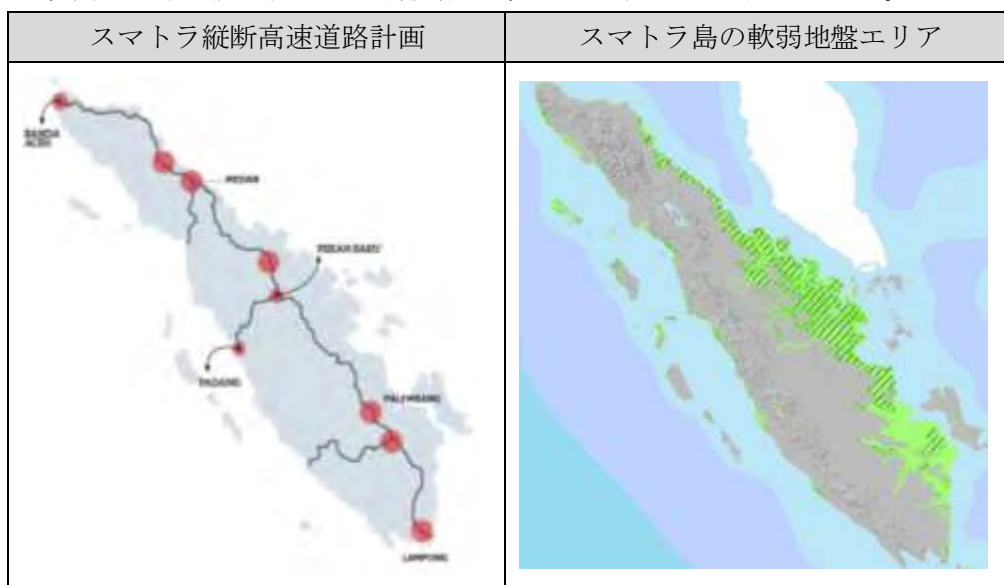 スマトラ縦断高速道路計画
スマトラ島の軟弱地盤エリア
BANDA
ACEH
MEDAN
PEKAN BARU
PADANG
PALEMBANG
LAMPUNG